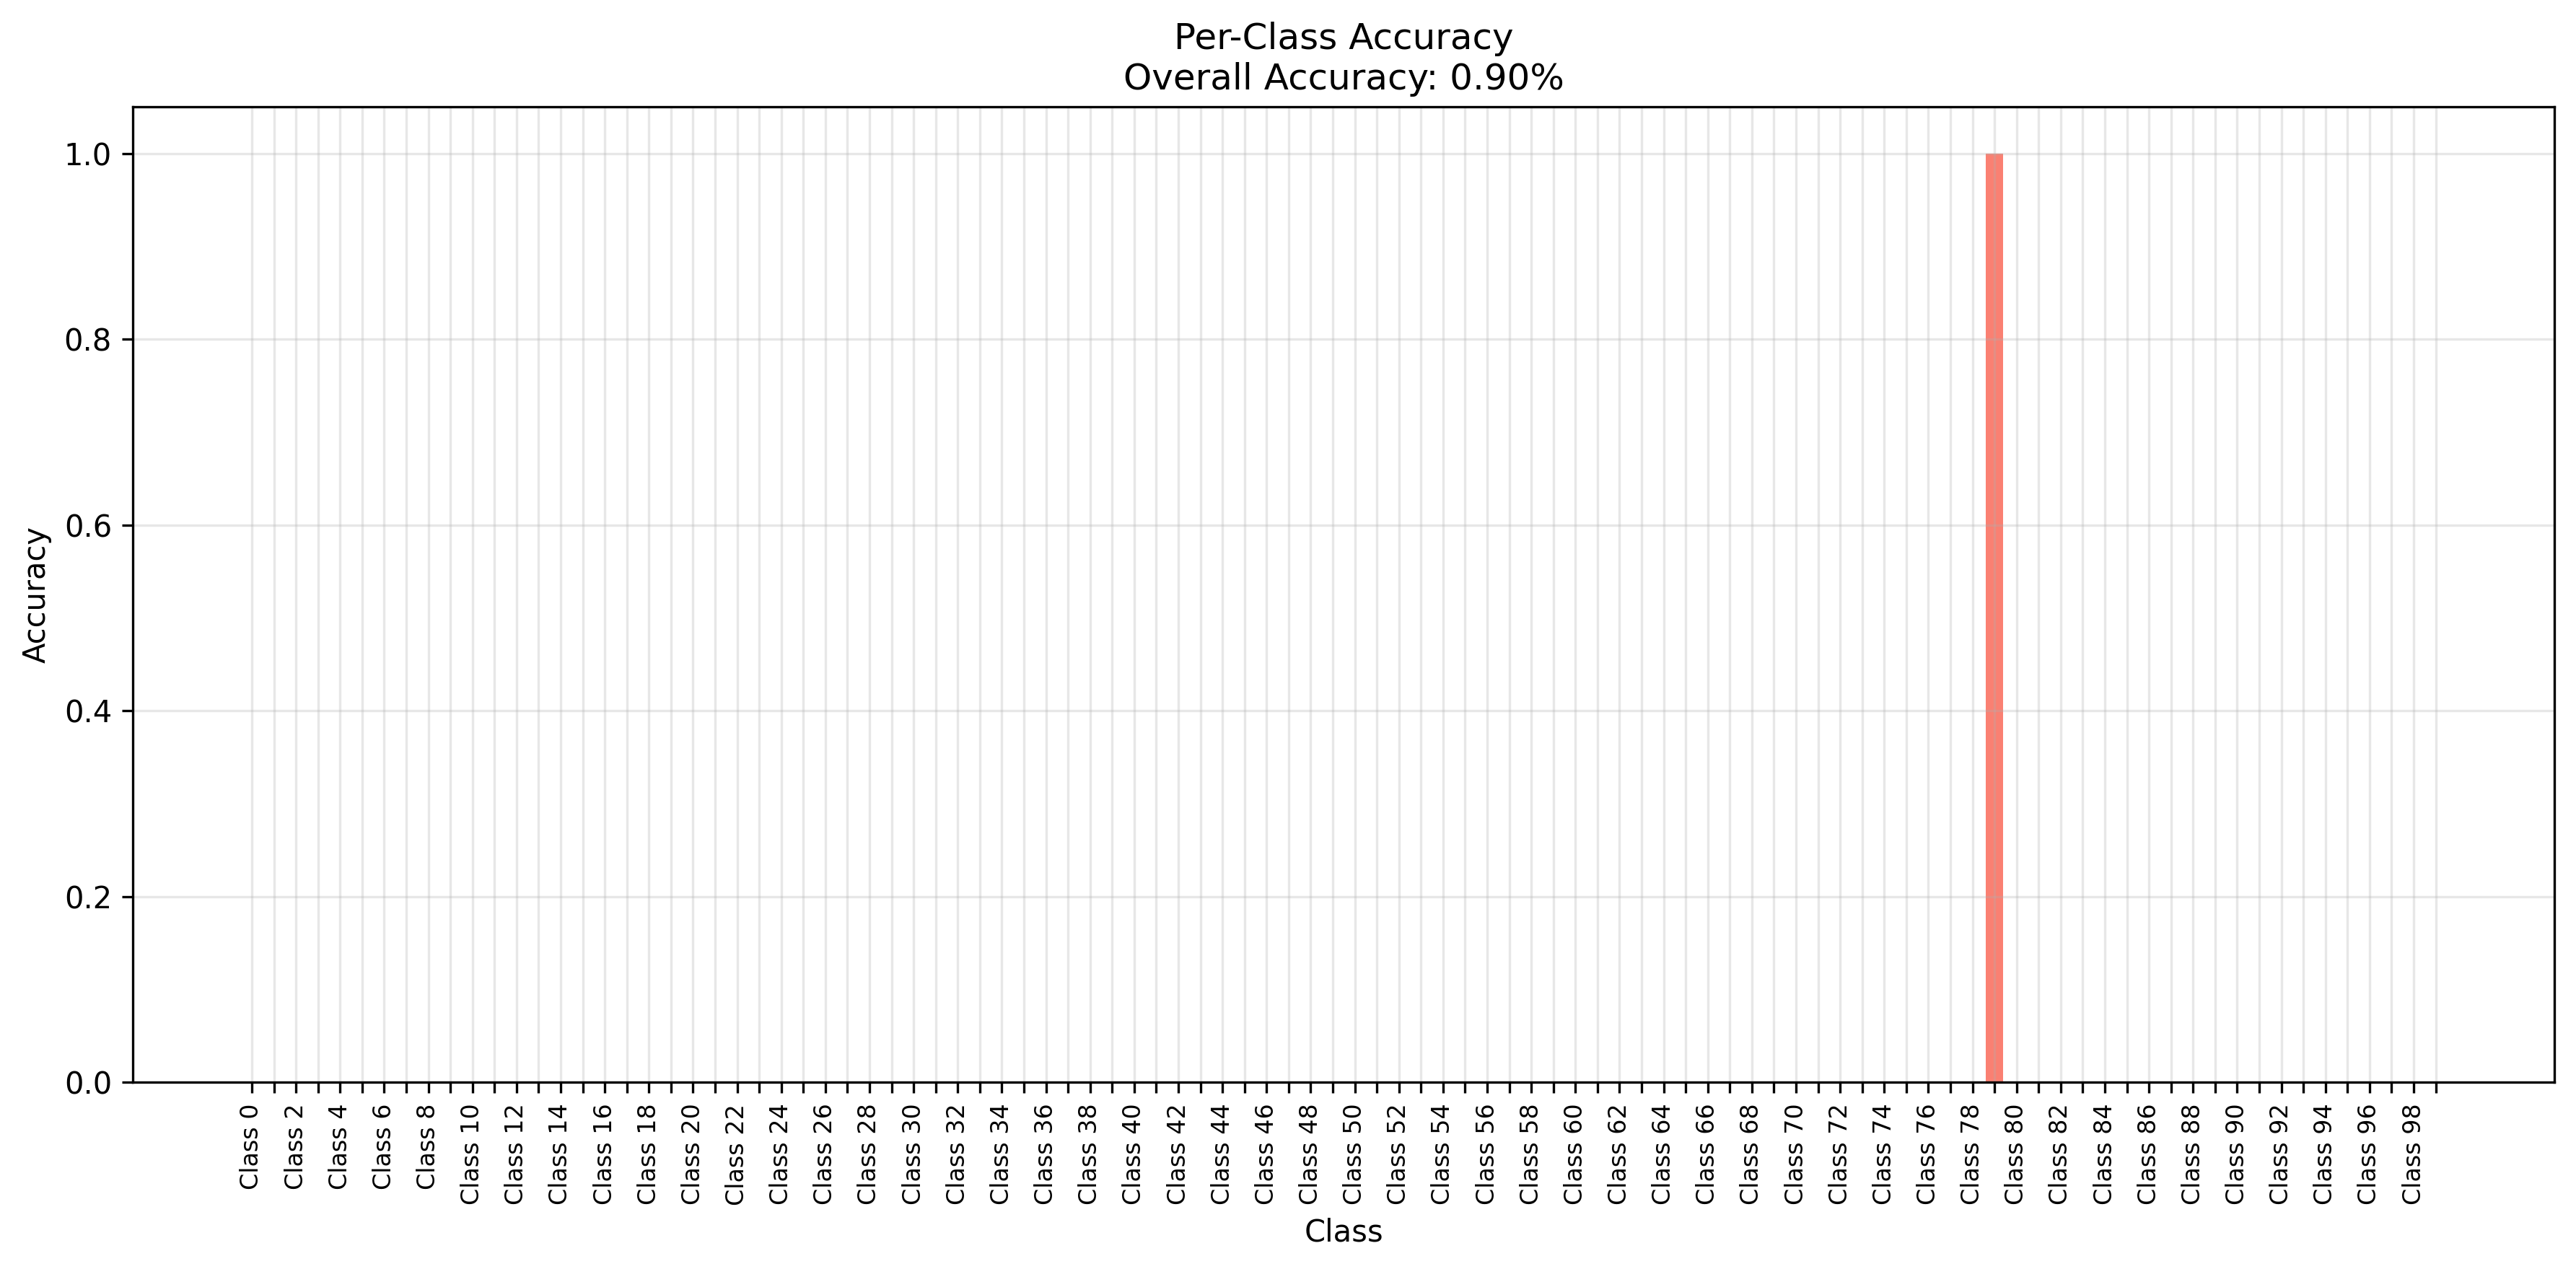 Per-Class Accuracy
Overall Accuracy: 0.90%
Accuracy
1.0
0.8
0.6
0.4
0.2
0.0
Class 0
Class 2
Class 4
Class 6
Class 8
Class 10
Class 12
Class 14
Class 16
Class 18
Class 20
Class 22
Class 24
Class 26
Class 28
Class 30
Class 32
Class 34
Class 36
Class 38
Class 40
Class 42
Class 44
Class 46
Class 48
Class 50
Class 52
Class 54
Class 56
Class 58
Class 60
Class 62
Class 64
Class 66
Class 68
Class 70
Class 72
Class 74
Class 76
Class 78
Class 80
Class 82
Class 84
Class 86
Class 88
Class 90
Class 92
Class 94
Class 96
Class 98
Class